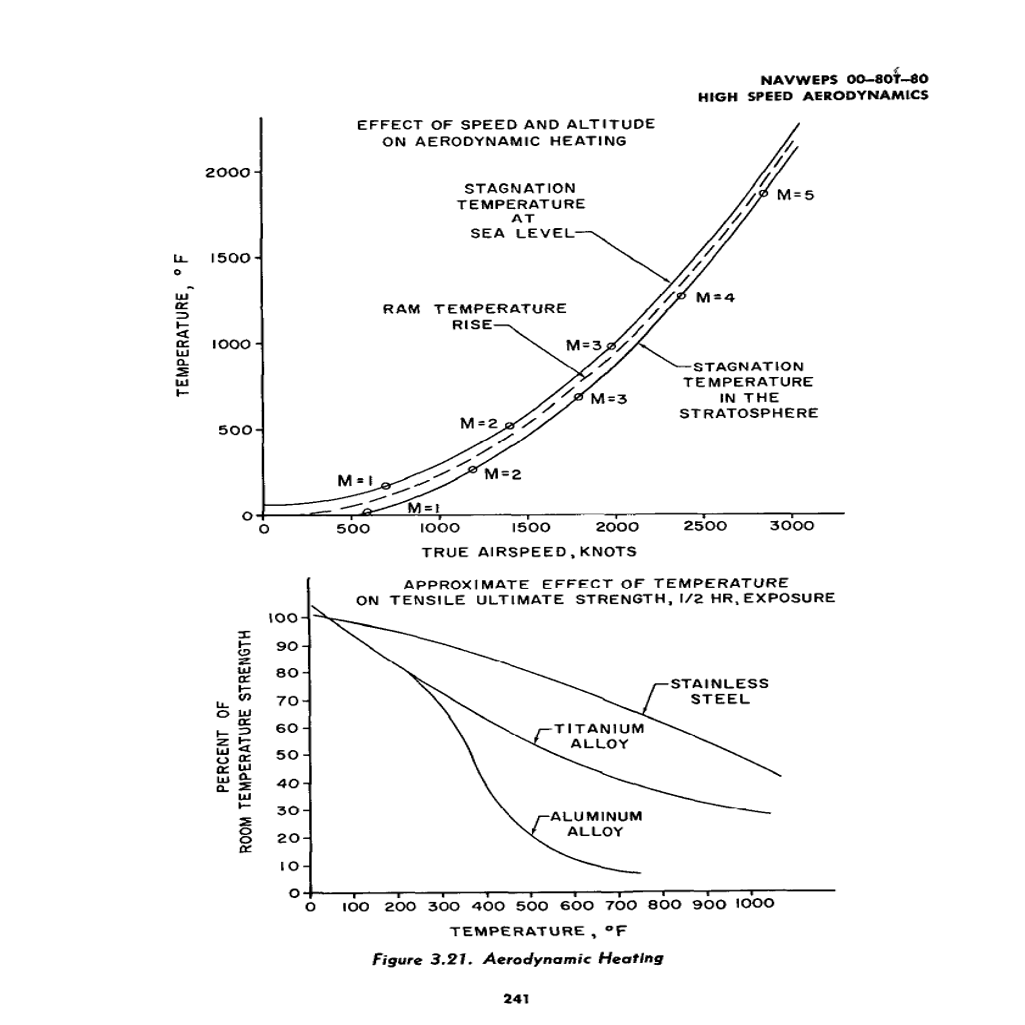 NAVWEPS 00-80T-80
HIGH SPEED AERODYNAMICS
EFFECT OF SPEED AND ALTITUDE
ON AERODYNAMIC HEATING
2000
1500
1000
500
0
TEMPERATURE, °F
STAGNATION
TEMPERATURE
AT
SEA LEVEL
RAM TEMPERATURE
RISE
STAGNATION
TEMPERATURE
IN THE
STRATOSPHERE
M=5
M=4
M=3
M=3
M=2
M=2
M=1
M=1
0 500 1000 1500 2000 2500 3000
TRUE AIRSPEED, KNOTS
APPROXIMATE EFFECT OF TEMPERATURE
ON TENSILE ULTIMATE STRENGTH, 1/2 HR, EXPOSURE
PERCENT OF
ROOM TEMPERATURE STRENGTH
100
90
80
70
60
50
40
30
20
10
0
STAINLESS
STEEL
TITANIUM
ALLOY
ALUMINUM
ALLOY
0 100 200 300 400 500 600 700 800 900 1000
TEMPERATURE, °F
Figure 3.21. Aerodynamic Heating
241